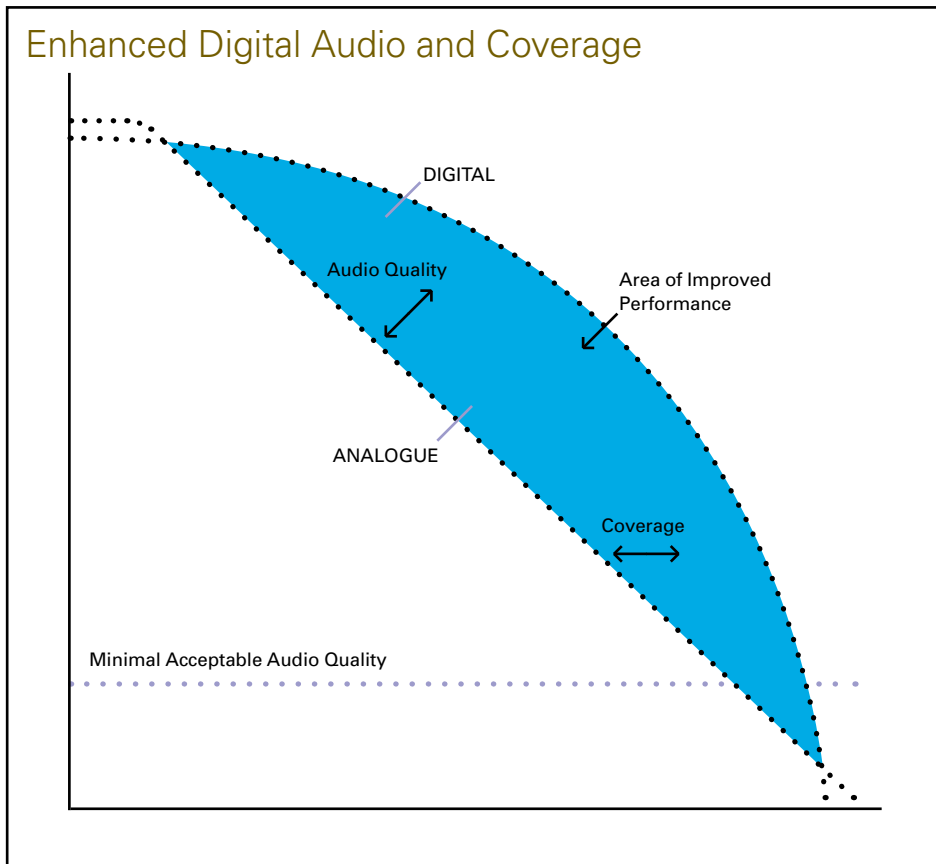 Enhanced Digital Audio and Coverage
DIGITAL
Audio Quality
Area of Improved
Performance
ANALOGUE
Coverage
Minimal Acceptable Audio Quality